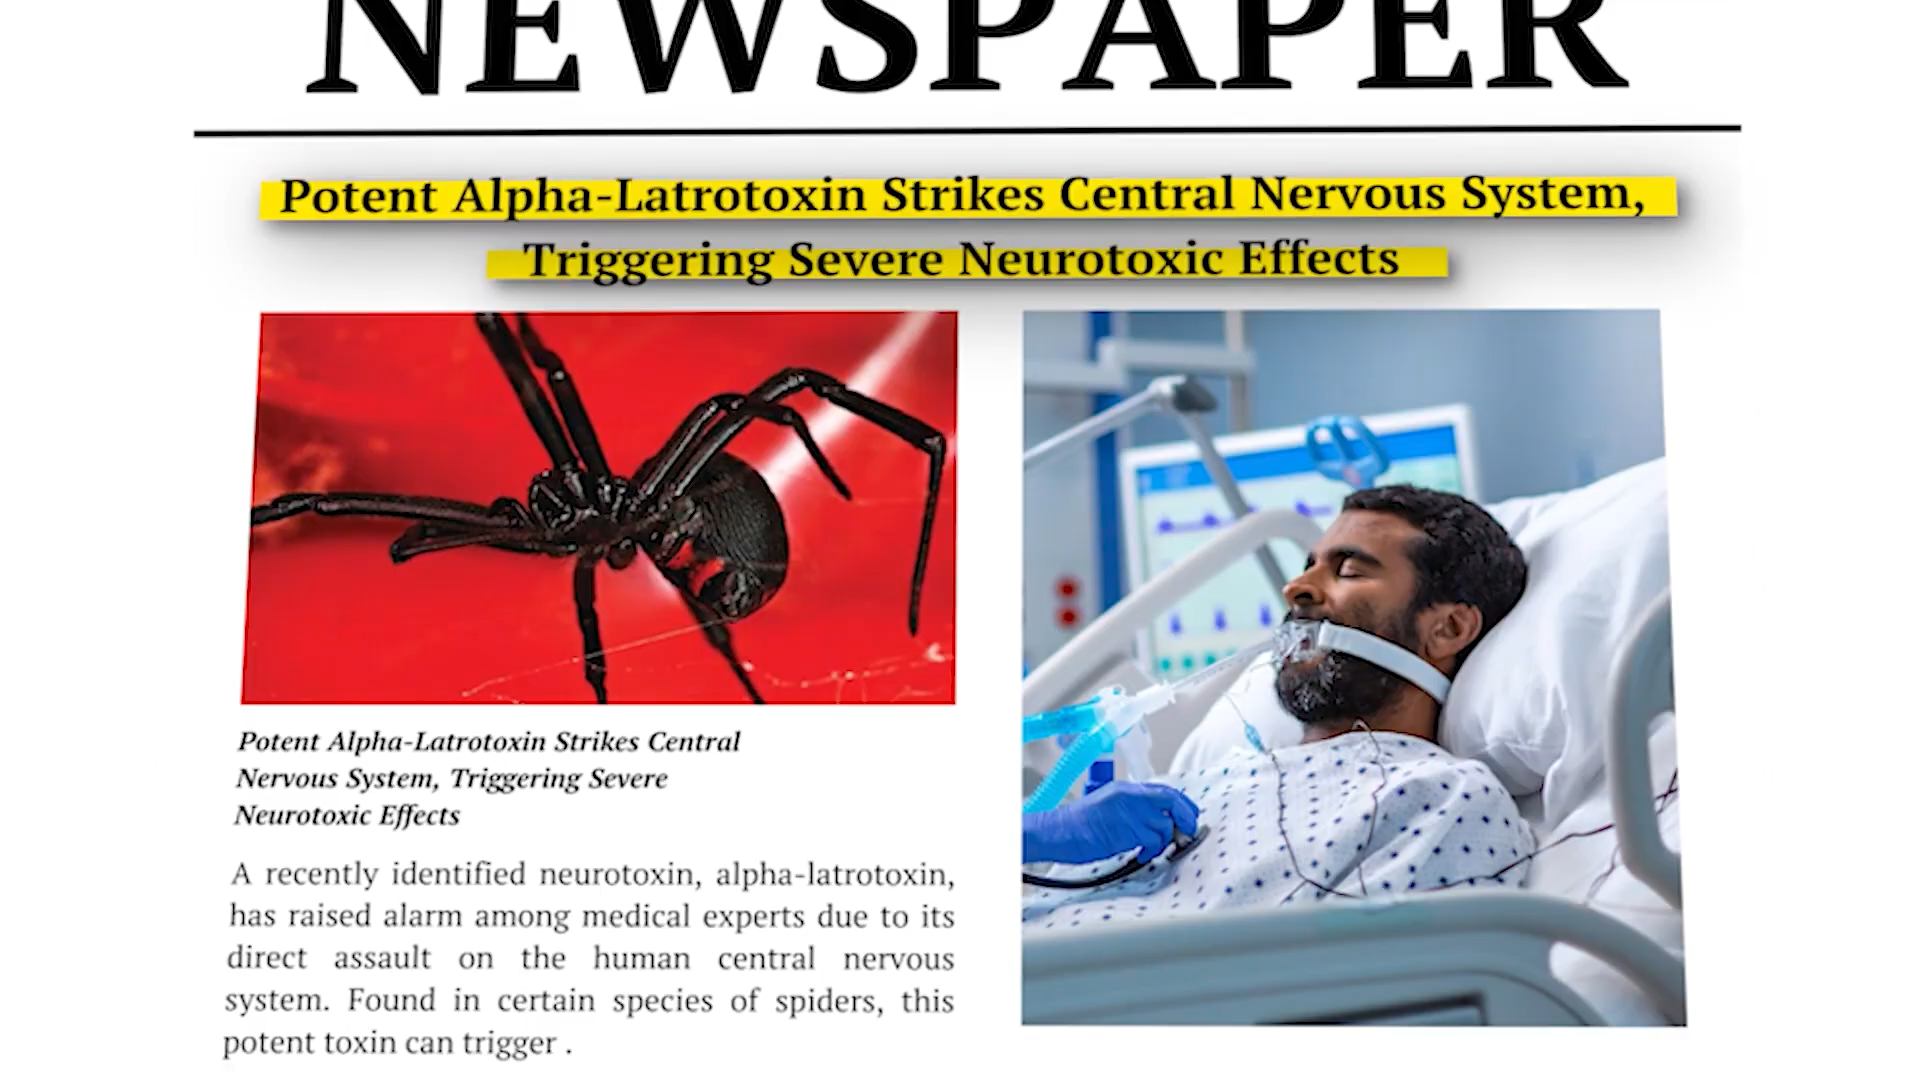 NEWSPAPER
Potent Alpha-Latrotoxin Strikes Central Nervous System,
Triggering Severe Neurotoxic Effects
Potent Alpha-Latrotoxin Strikes Central
Nervous System, Triggering Severe
Neurotoxic Effects
A recently identified neurotoxin, alpha-latrotoxin,
has raised alarm among medical experts due to its
direct assault on the human central nervous
system. Found in certain species of spiders, this
potent toxin can trigger .